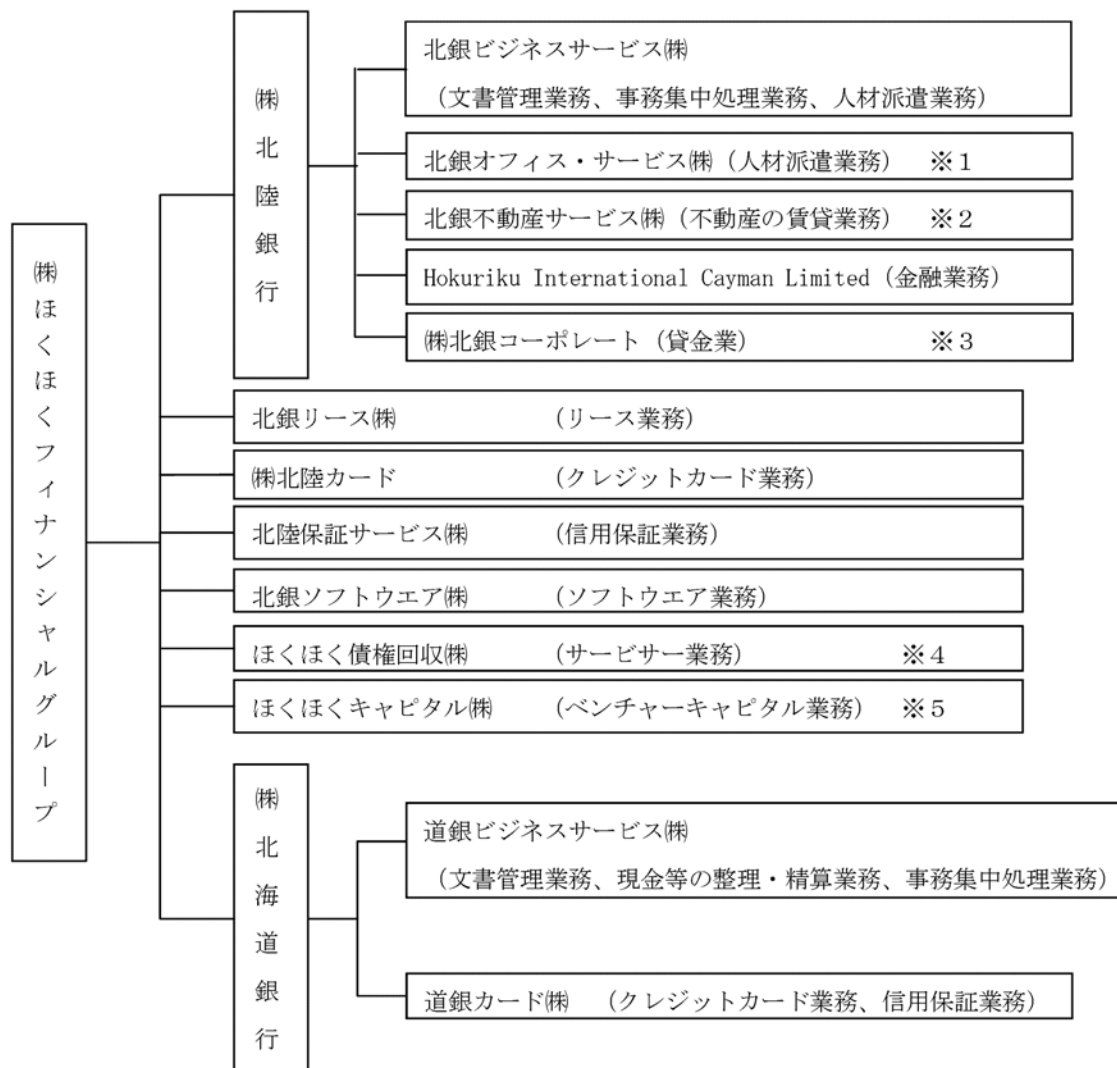 ㈱ほくほくフィナンシャルグループ
㈱北陸銀行
北銀ビジネスサービス㈱
（文書管理業務、事務集中処理業務、人材派遣業務）
北銀オフィス・サービス㈱（人材派遣業務） ※１
北銀不動産サービス㈱（不動産の賃貸業務） ※２
Hokuriku International Cayman Limited（金融業務）
㈱北銀コーポレート（貸金業） ※３
北銀リース㈱ （リース業務）
㈱北陸カード （クレジットカード業務）
北陸保証サービス㈱ （信用保証業務）
北銀ソフトウエア㈱ （ソフトウエア業務）
ほくほく債権回収㈱ （サービサー業務） ※４
ほくほくキャピタル㈱ （ベンチャーキャピタル業務） ※５
㈱北海道銀行
道銀ビジネスサービス㈱
（文書管理業務、現金等の整理・精算業務、事務集中処理業務）
道銀カード㈱ （クレジットカード業務、信用保証業務）